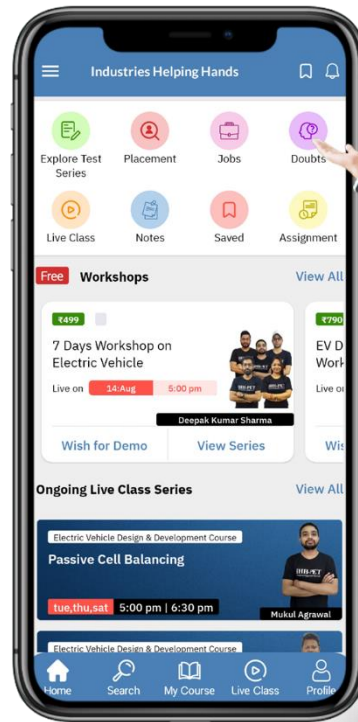 Industries Helping Hands
Explore Test
Series
Placement
Jobs
Doubts
Live Class
Notes
Saved
Assignment
Free Workshops
View All
₹499
7 Days Workshop on
Electric Vehicle
Live on 14:Aug 5:00 pm
Deepak Kumar Sharma
Wish for Demo
View Series
₹790
EV D
Work
Live o
Wi
Ongoing Live Class Series
View All
Electric Vehicle Design & Development Course
Passive Cell Balancing
tue,thu,sat 5:00 pm | 6:30 pm
Mukul Agrawal
Electric Vehicle Design & Development Course
Home
Search
My Course
Live Class
Profile